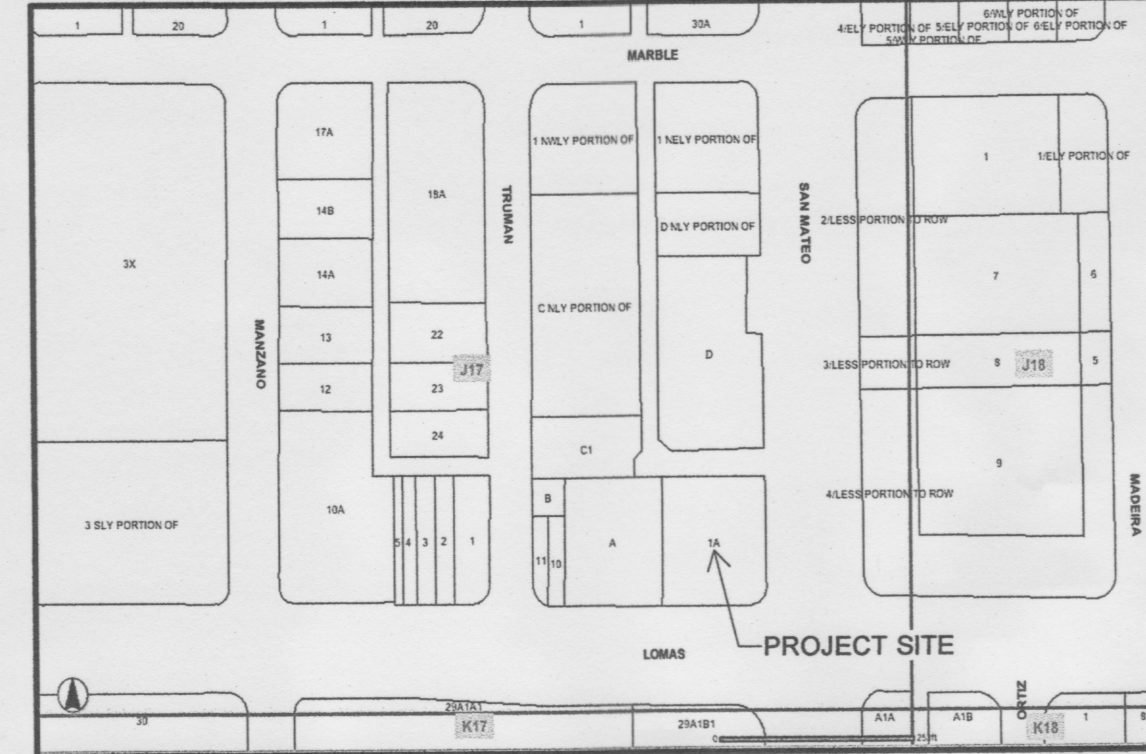 1
20
1
20
1
30A
6/WLY PORTION OF
4/ELY PORTION OF 5/ELY PORTION OF 6/ELY PORTION OF
5/WLY PORTION OF
MARBLE
17A
18A
1 NWLY PORTION OF
1 NELY PORTION OF
1
1/ELY PORTION OF
14B
TRUMAN
SAN MATEO
2/LESS PORTION TO ROW
D NLY PORTION OF
3X
14A
7
6
C NLY PORTION OF
MANZANO
13
22
D
J17
3/LESS PORTION TO ROW
8
J18
5
12
23
24
C1
9
MADEIRA
4/LESS PORTION TO ROW
B
3 SLY PORTION OF
10A
5
4
3
2
1
11
10
A
1A
PROJECT SITE
LOMAS
30
29A1A1
K17
29A1B1
A1A
A1B
ORTIZ
K18
1
8
0